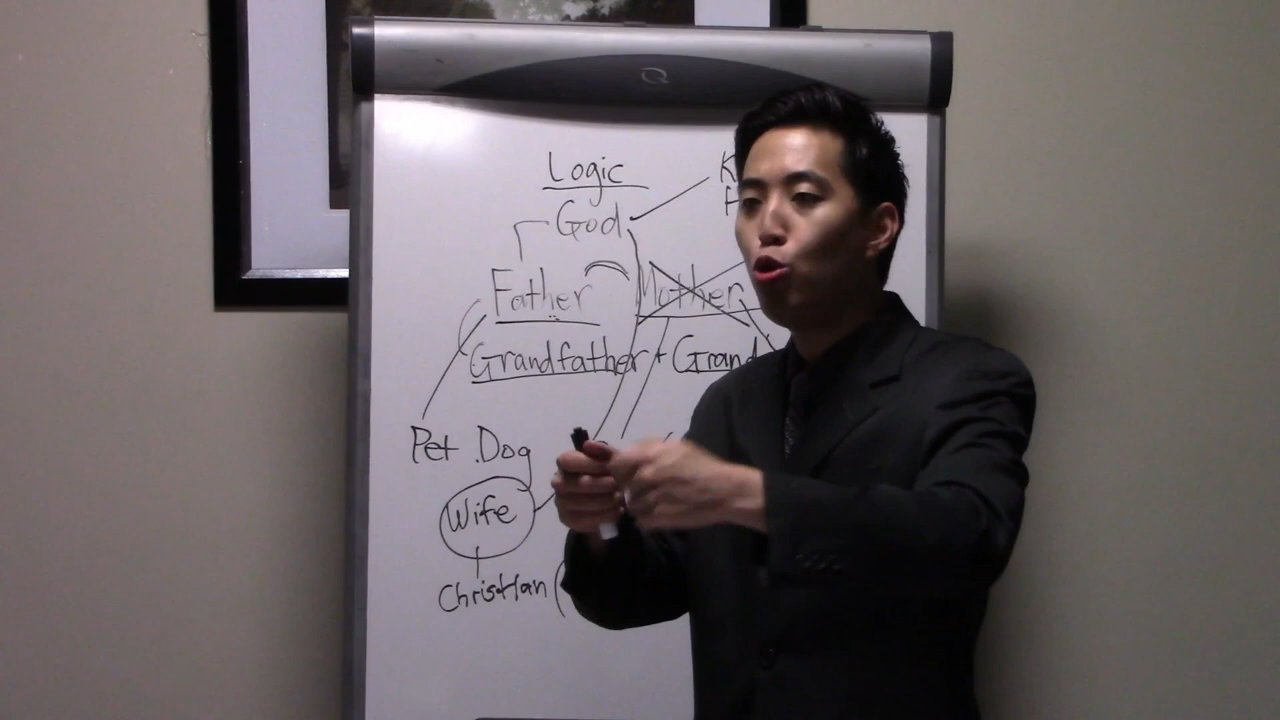 Logic
God
Father Mother
Grandfather + Grand
Pet Dog
Wife
Christian (